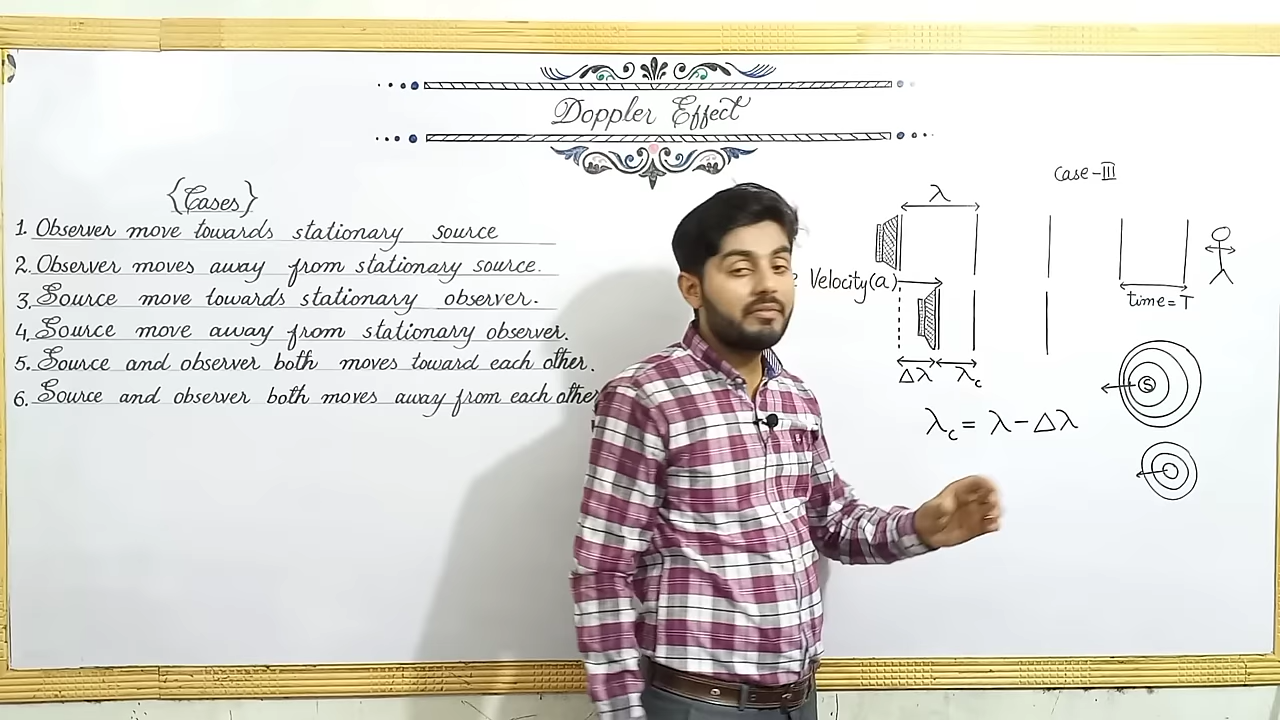 Doppler Effect
{Cases}
1. Observer move towards stationary source
2. Observer moves away from stationary source.
3. Source move towards stationary observer.
4. Source move away from stationary observer.
5. Source and observer both moves toward each other.
6. Source and observer both moves away from each other
Case-III
λ
Velocity(a)
time=T
Δλ λc
S
λc = λ-Δλ